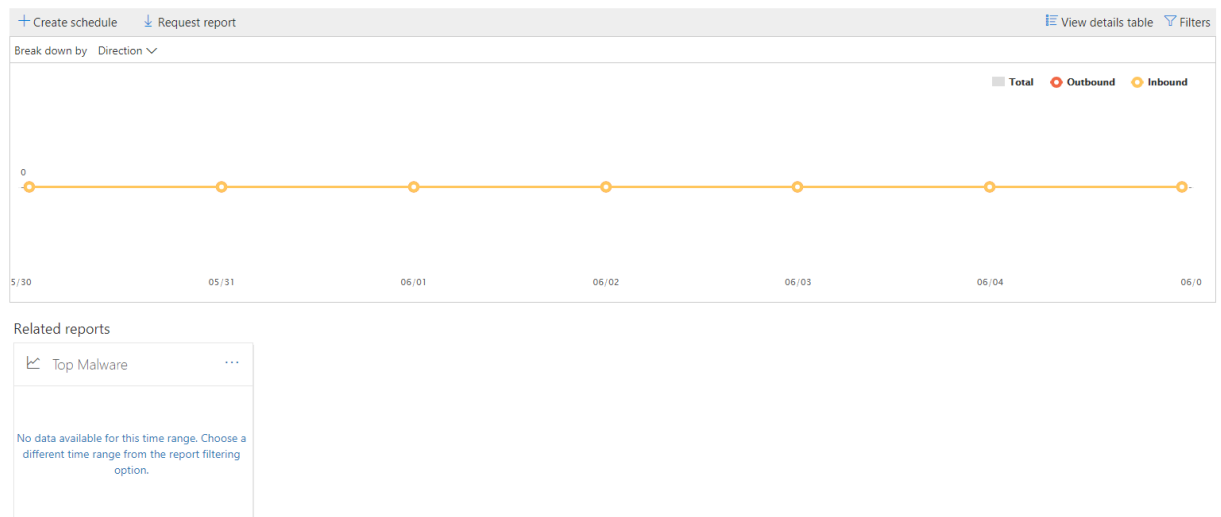 Create schedule Request report View details table Filters
Break down by Direction
Total Outbound Inbound
0
5/30 05/31 06/01 06/02 06/03 06/04 06/0
Related reports
Top Malware ...
No data available for this time range. Choose a
different time range from the report filtering
option.